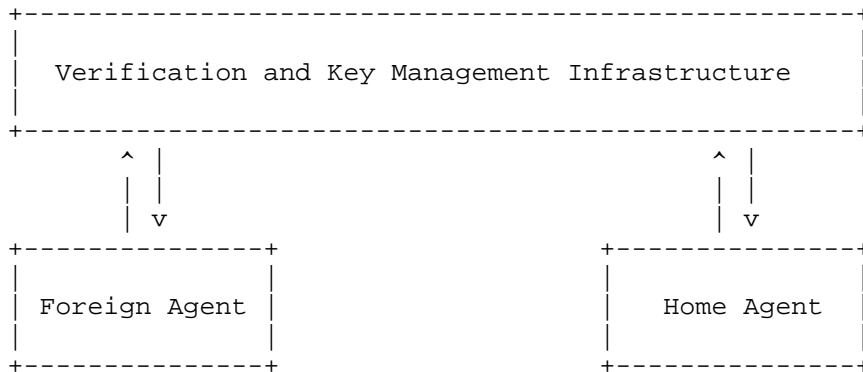 Verification and Key Management Infrastructure
Foreign Agent
Home Agent